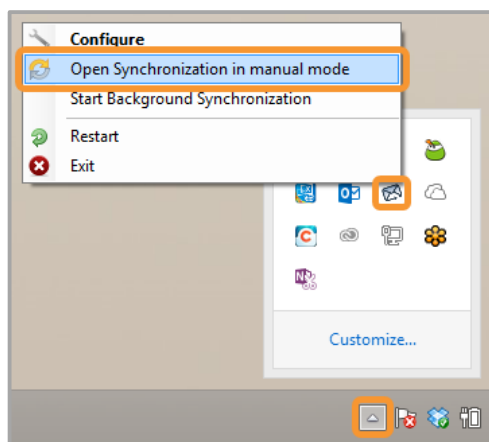 Configure
Open Synchronization in manual mode
Start Background Synchronization
Restart
Exit
Customize...